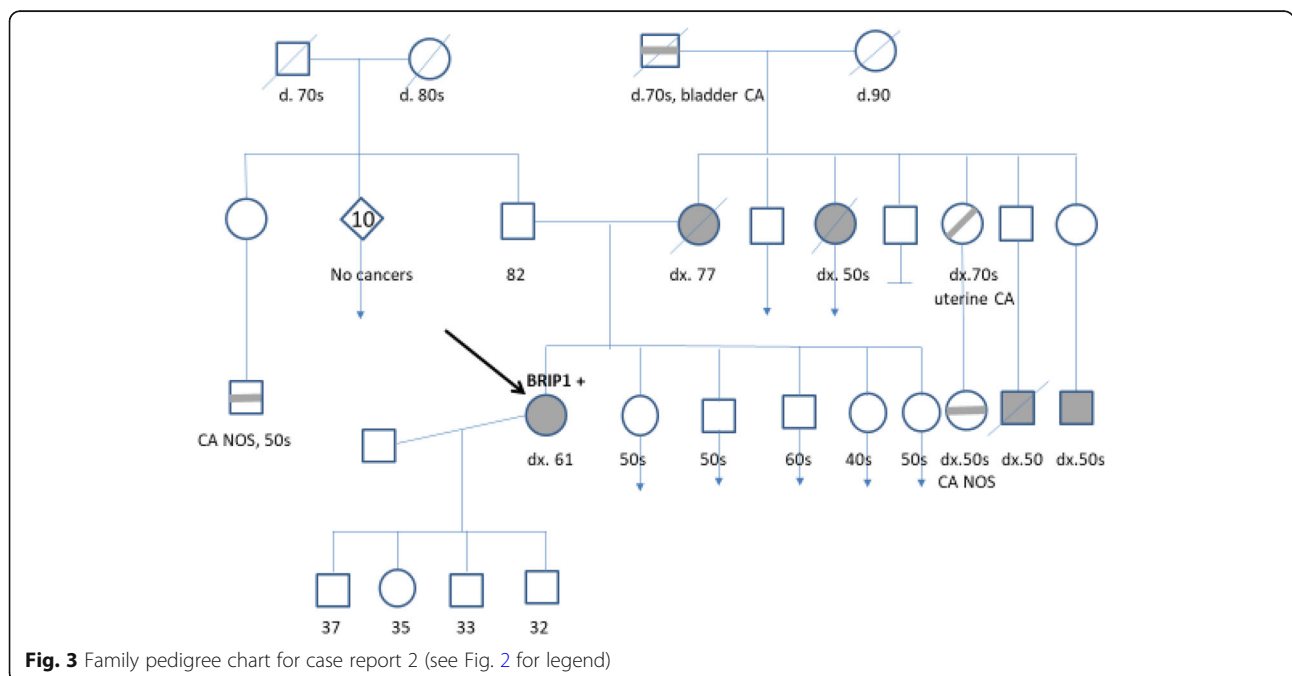 d. 70s d. 80s d.70s, bladder CA d.90
10
No cancers 82 dx. 77 dx. 50s dx.70s
uterine CA
BRIP1 +
CA NOS, 50s dx. 61 50s 50s 60s 40s 50s dx.50s dx.50 dx.50s
CA NOS
37 35 33 32
Fig. 3 Family pedigree chart for case report 2 (see Fig. 2 for legend)